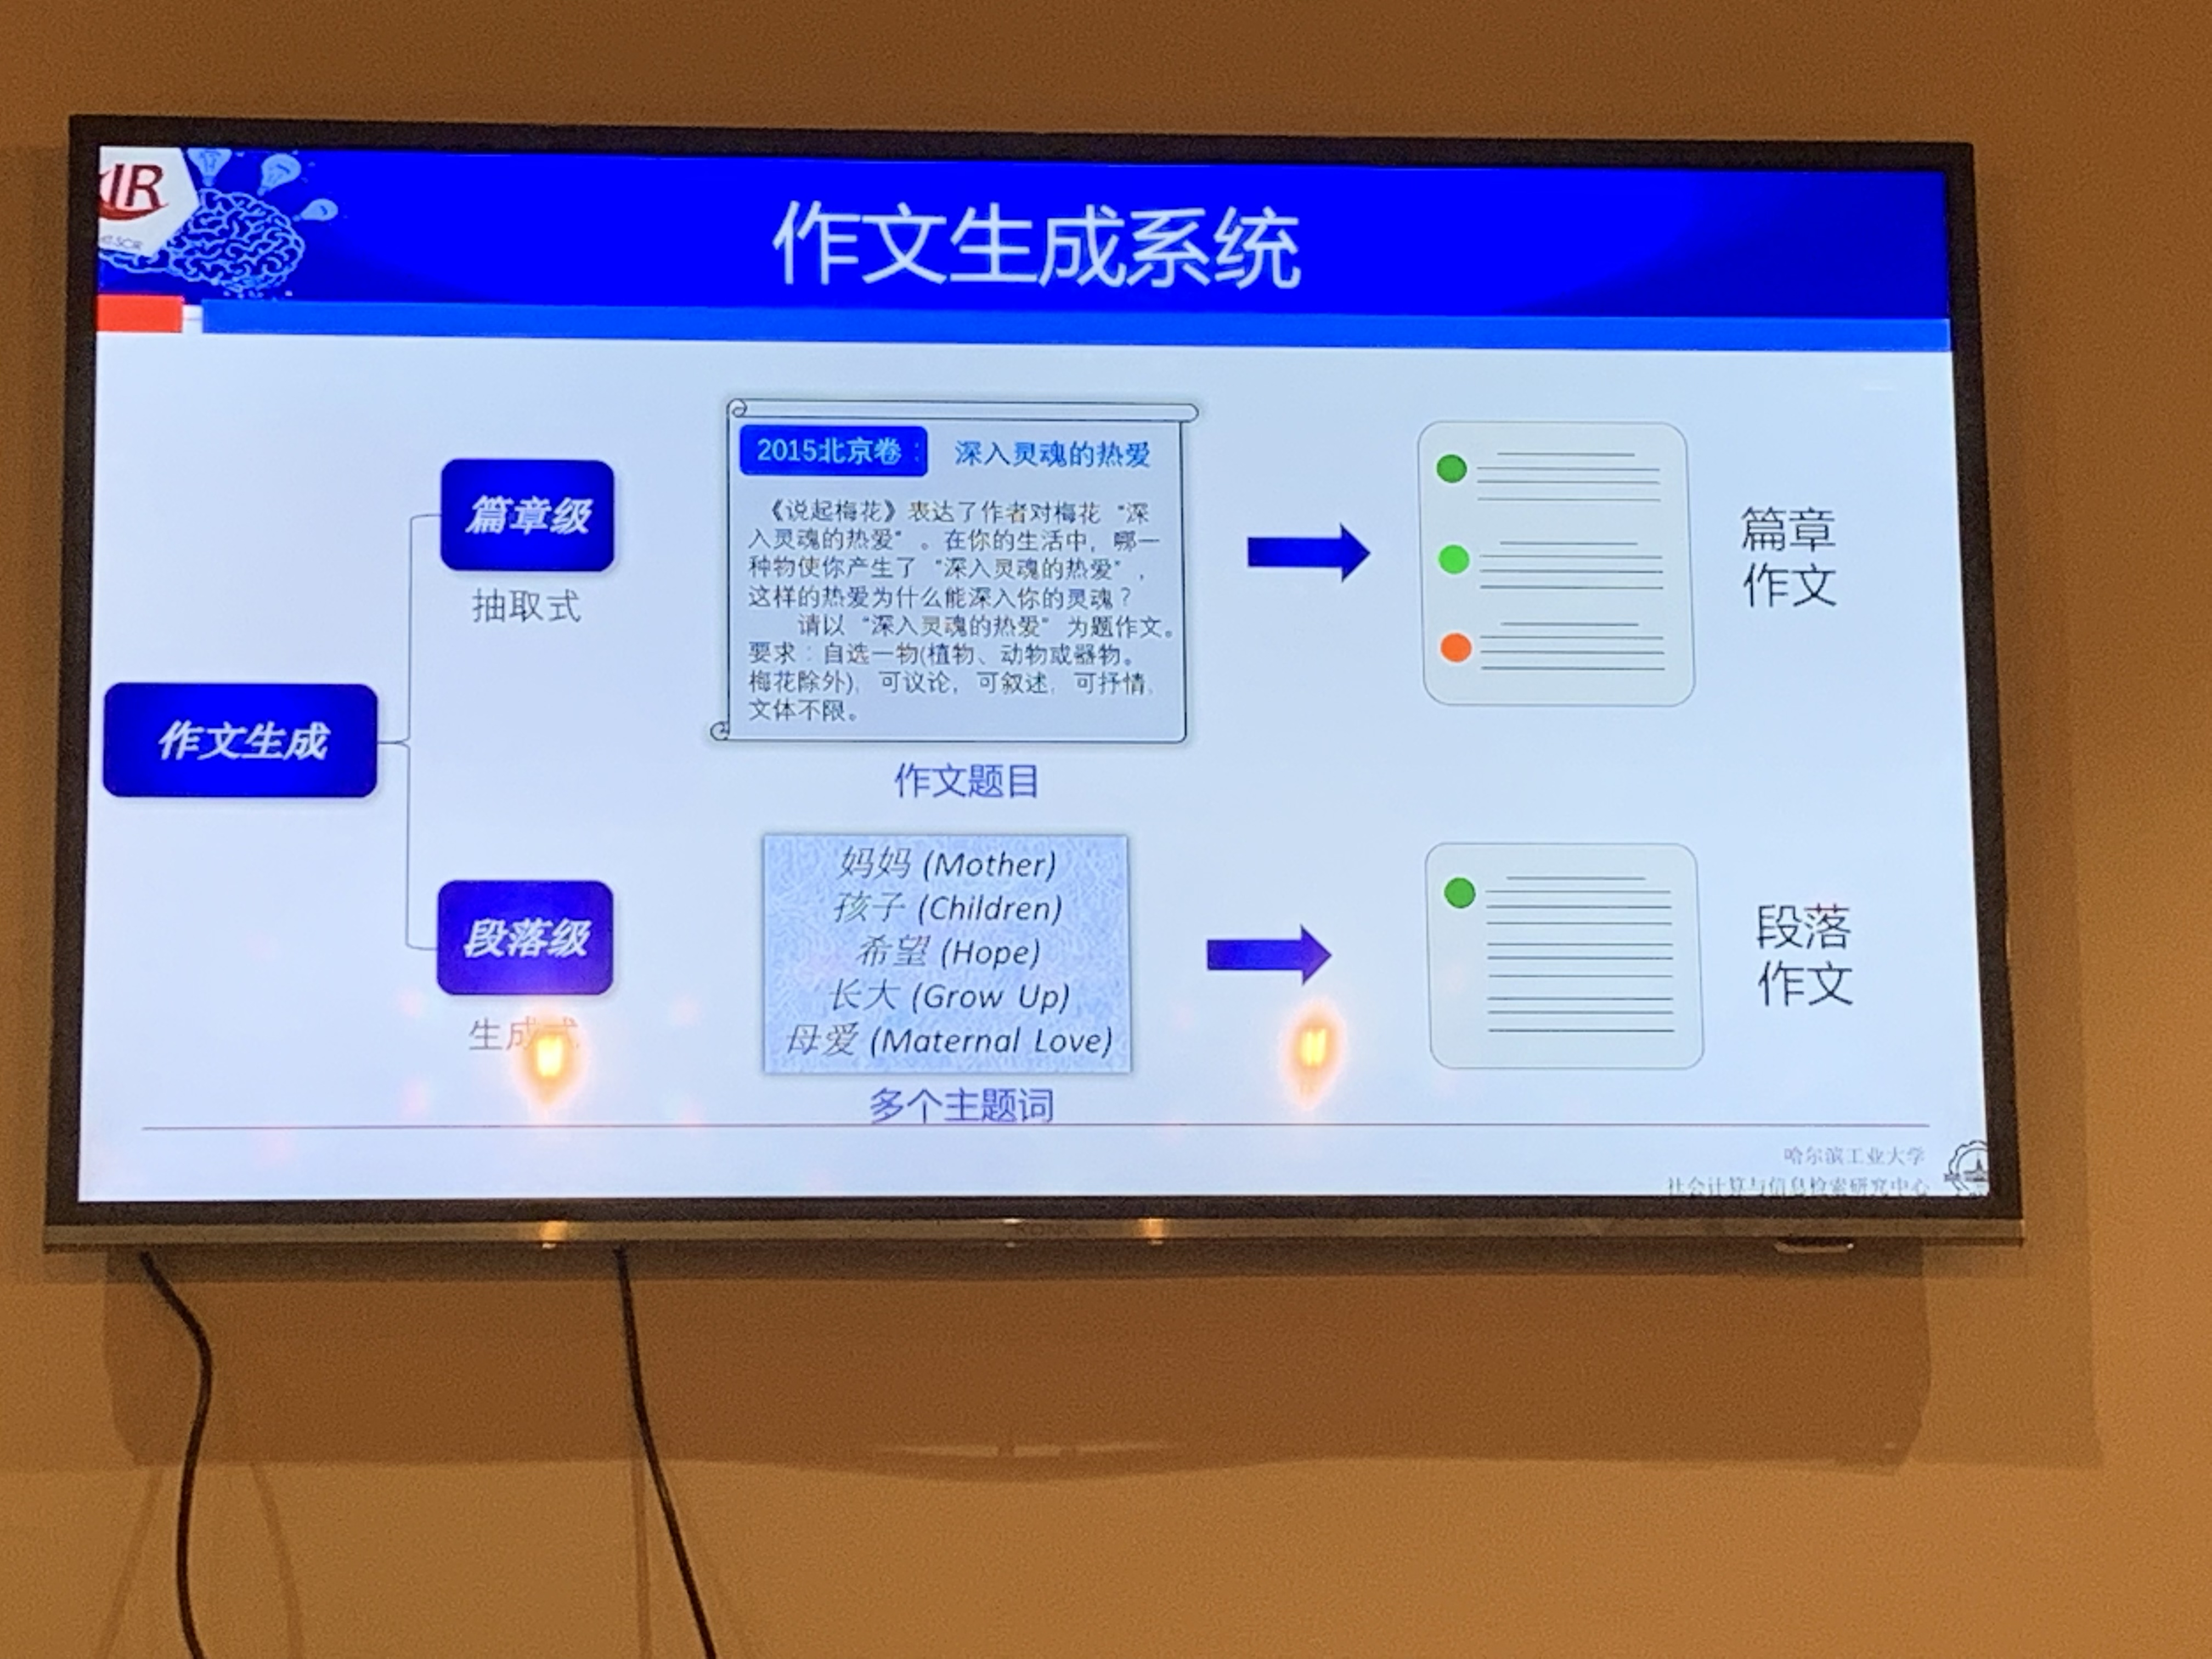 IR
作文生成系统
篇章级
抽取式
作文生成
段落级
生成式
2015北京卷： 深入灵魂的热爱
《说起梅花》表达了作者对梅花“深
入灵魂的热爱”。在你的生活中，哪一
种物使你产生了“深入灵魂的热爱”，
这样的热爱为什么能深入你的灵魂？
请以“深入灵魂的热爱”为题作文。
要求：自选一物(植物、动物或器物。
梅花除外)，可议论，可叙述，可抒情，
文体不限。
作文题目
篇章
作文
妈妈 (Mother)
孩子 (Children)
希望 (Hope)
长大 (Grow Up)
母爱 (Maternal Love)
多个主题词
段落
作文
哈尔滨工业大学
社会计算与信息检索研究中心